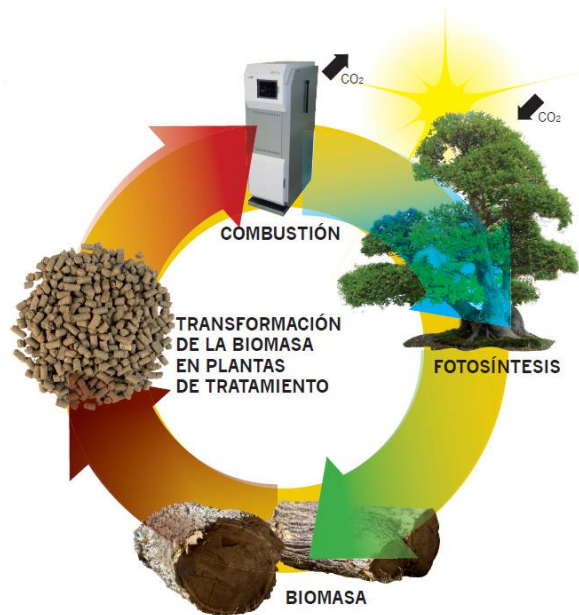 CO₂
CO₂
COMBUSTIÓN
TRANSFORMACIÓN
DE LA BIOMASA
EN PLANTAS
DE TRATAMIENTO
FOTOSÍNTESIS
BIOMASA